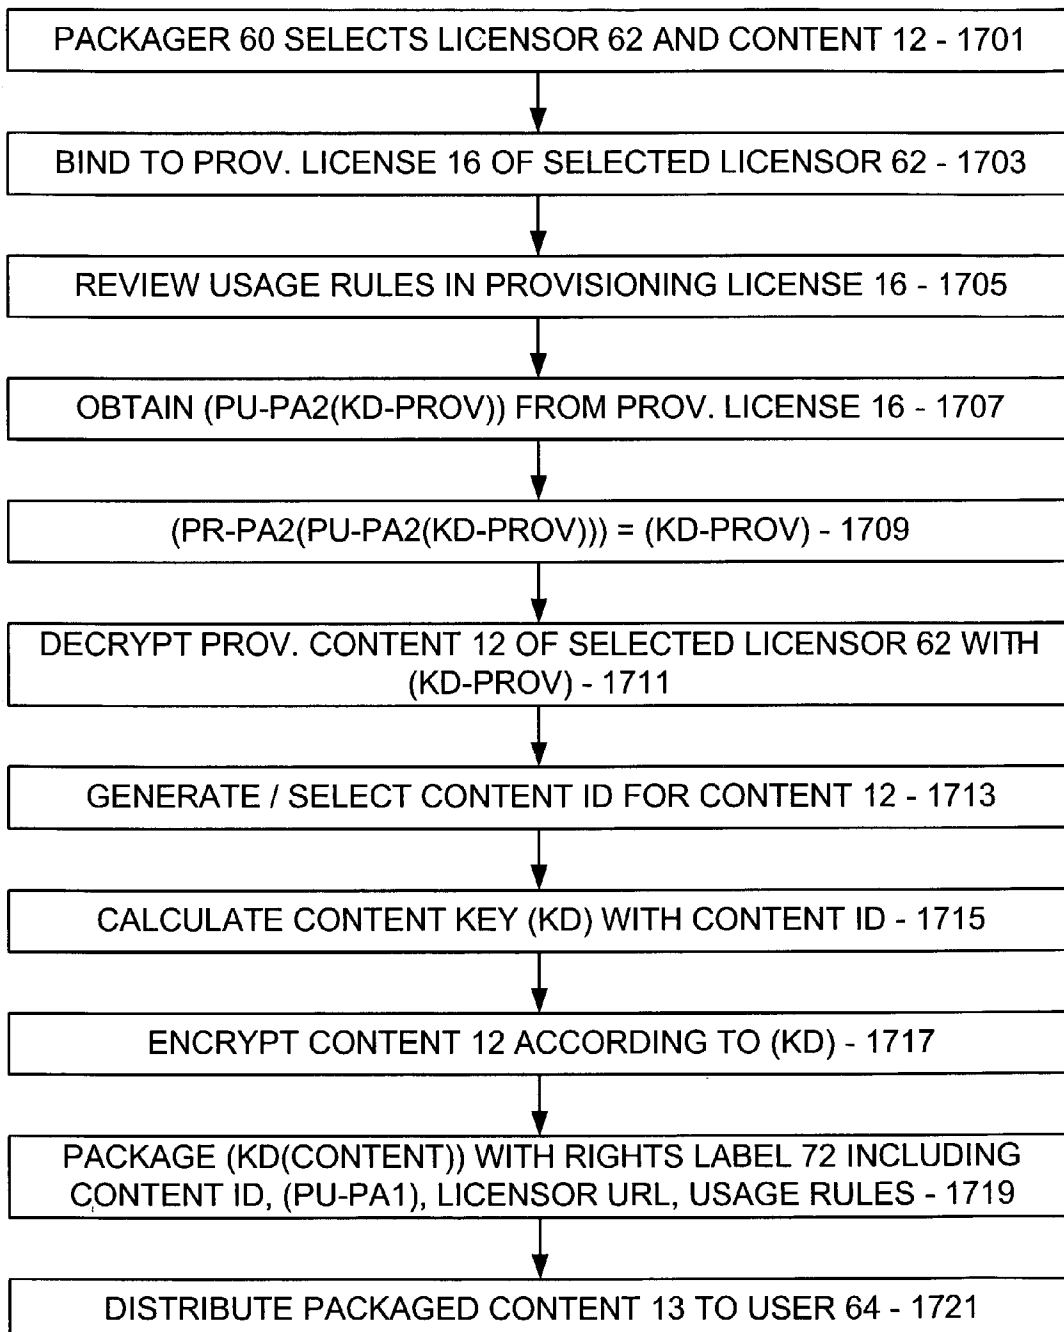 PACKAGER 60 SELECTS LICENSOR 62 AND CONTENT 12 - 1701
BIND TO PROV. LICENSE 16 OF SELECTED LICENSOR 62 - 1703
REVIEW USAGE RULES IN PROVISIONING LICENSE 16 - 1705
OBTAIN (PU-PA2(KD-PROV)) FROM PROV. LICENSE 16 - 1707
(PR-PA2(PU-PA2(KD-PROV))) = (KD-PROV) - 1709
DECRYPT PROV. CONTENT 12 OF SELECTED LICENSOR 62 WITH
(KD-PROV) - 1711
GENERATE / SELECT CONTENT ID FOR CONTENT 12 - 1713
CALCULATE CONTENT KEY (KD) WITH CONTENT ID - 1715
ENCRYPT CONTENT 12 ACCORDING TO (KD) - 1717
PACKAGE (KD(CONTENT)) WITH RIGHTS LABEL 72 INCLUDING
CONTENT ID, (PU-PA1), LICENSOR URL, USAGE RULES - 1719
DISTRIBUTE PACKAGED CONTENT 13 TO USER 64 - 1721